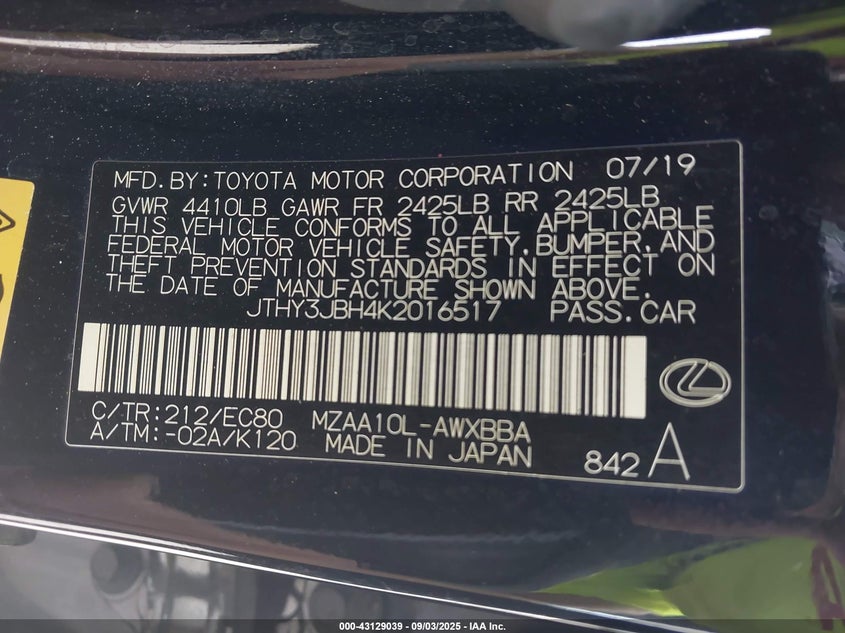 MFD.BY:TOYOTA MOTOR CORPORATION 07/19
GVWR 4410LB GAWR FR 2425LB RR 2425LB
THIS VEHICLE CONFORMS TO ALL APPLICABLE
FEDERAL MOTOR VEHICLE SAFETY,BUMPER,AND
THEFT PREVENTION STANDARDS IN EFFECT ON
THE DATE OF MANUFACTURE SHOWN ABOVE.
JTHY3JBH4K2016517 PASS.CAR
C/TR:212/EC80 MZAA10L-AWXBBA
A/TM:-02A/K120 MADE IN JAPAN 842 A
000-43129039 - 09/03/2025 - IAA Inc.